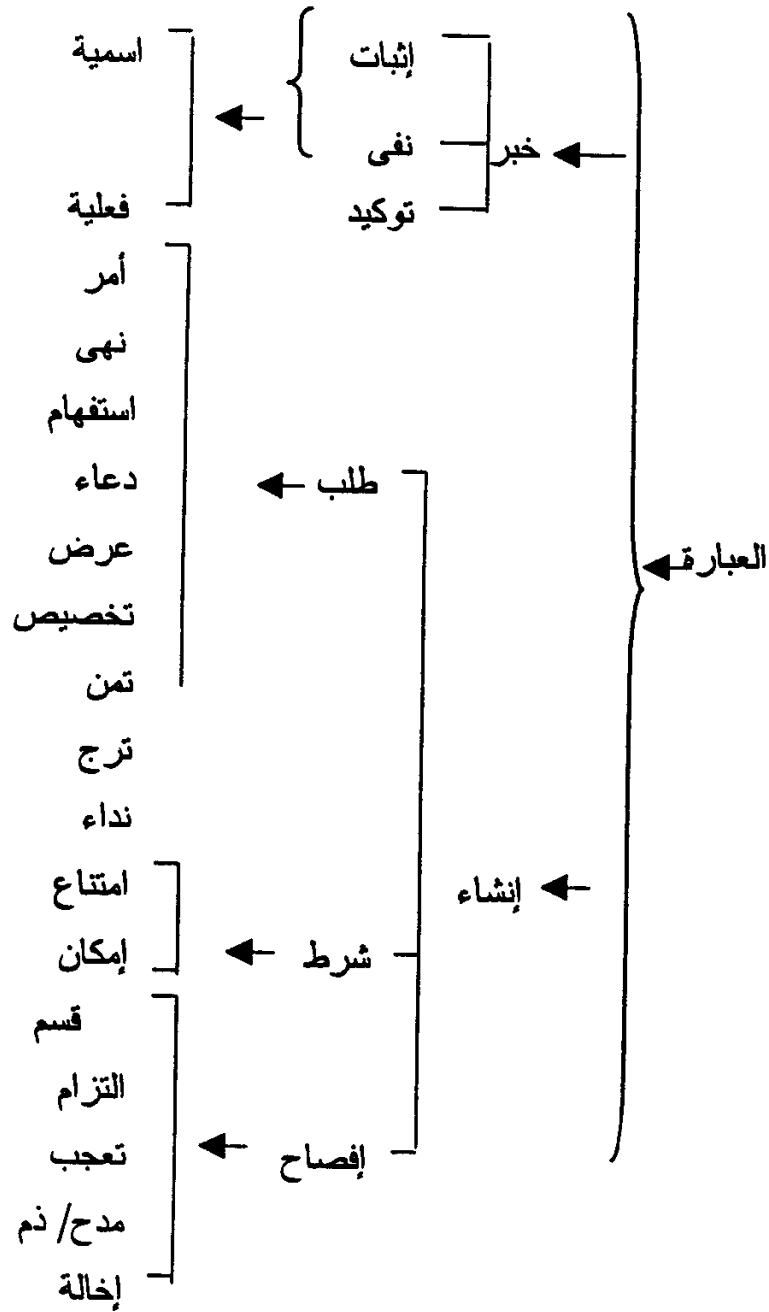 إثبات
اسمية
خبر
نفى
توكيد
فعلية
أمر
نهى
استفهام
طلب
دعاء
عرض
العبارة
تخصيص
تمن
ترج
نداء
إنشاء
امتناع
شرط
إمكان
قسم
التزام
إفصاح
تعجب
مدح/ ذم
إخالة